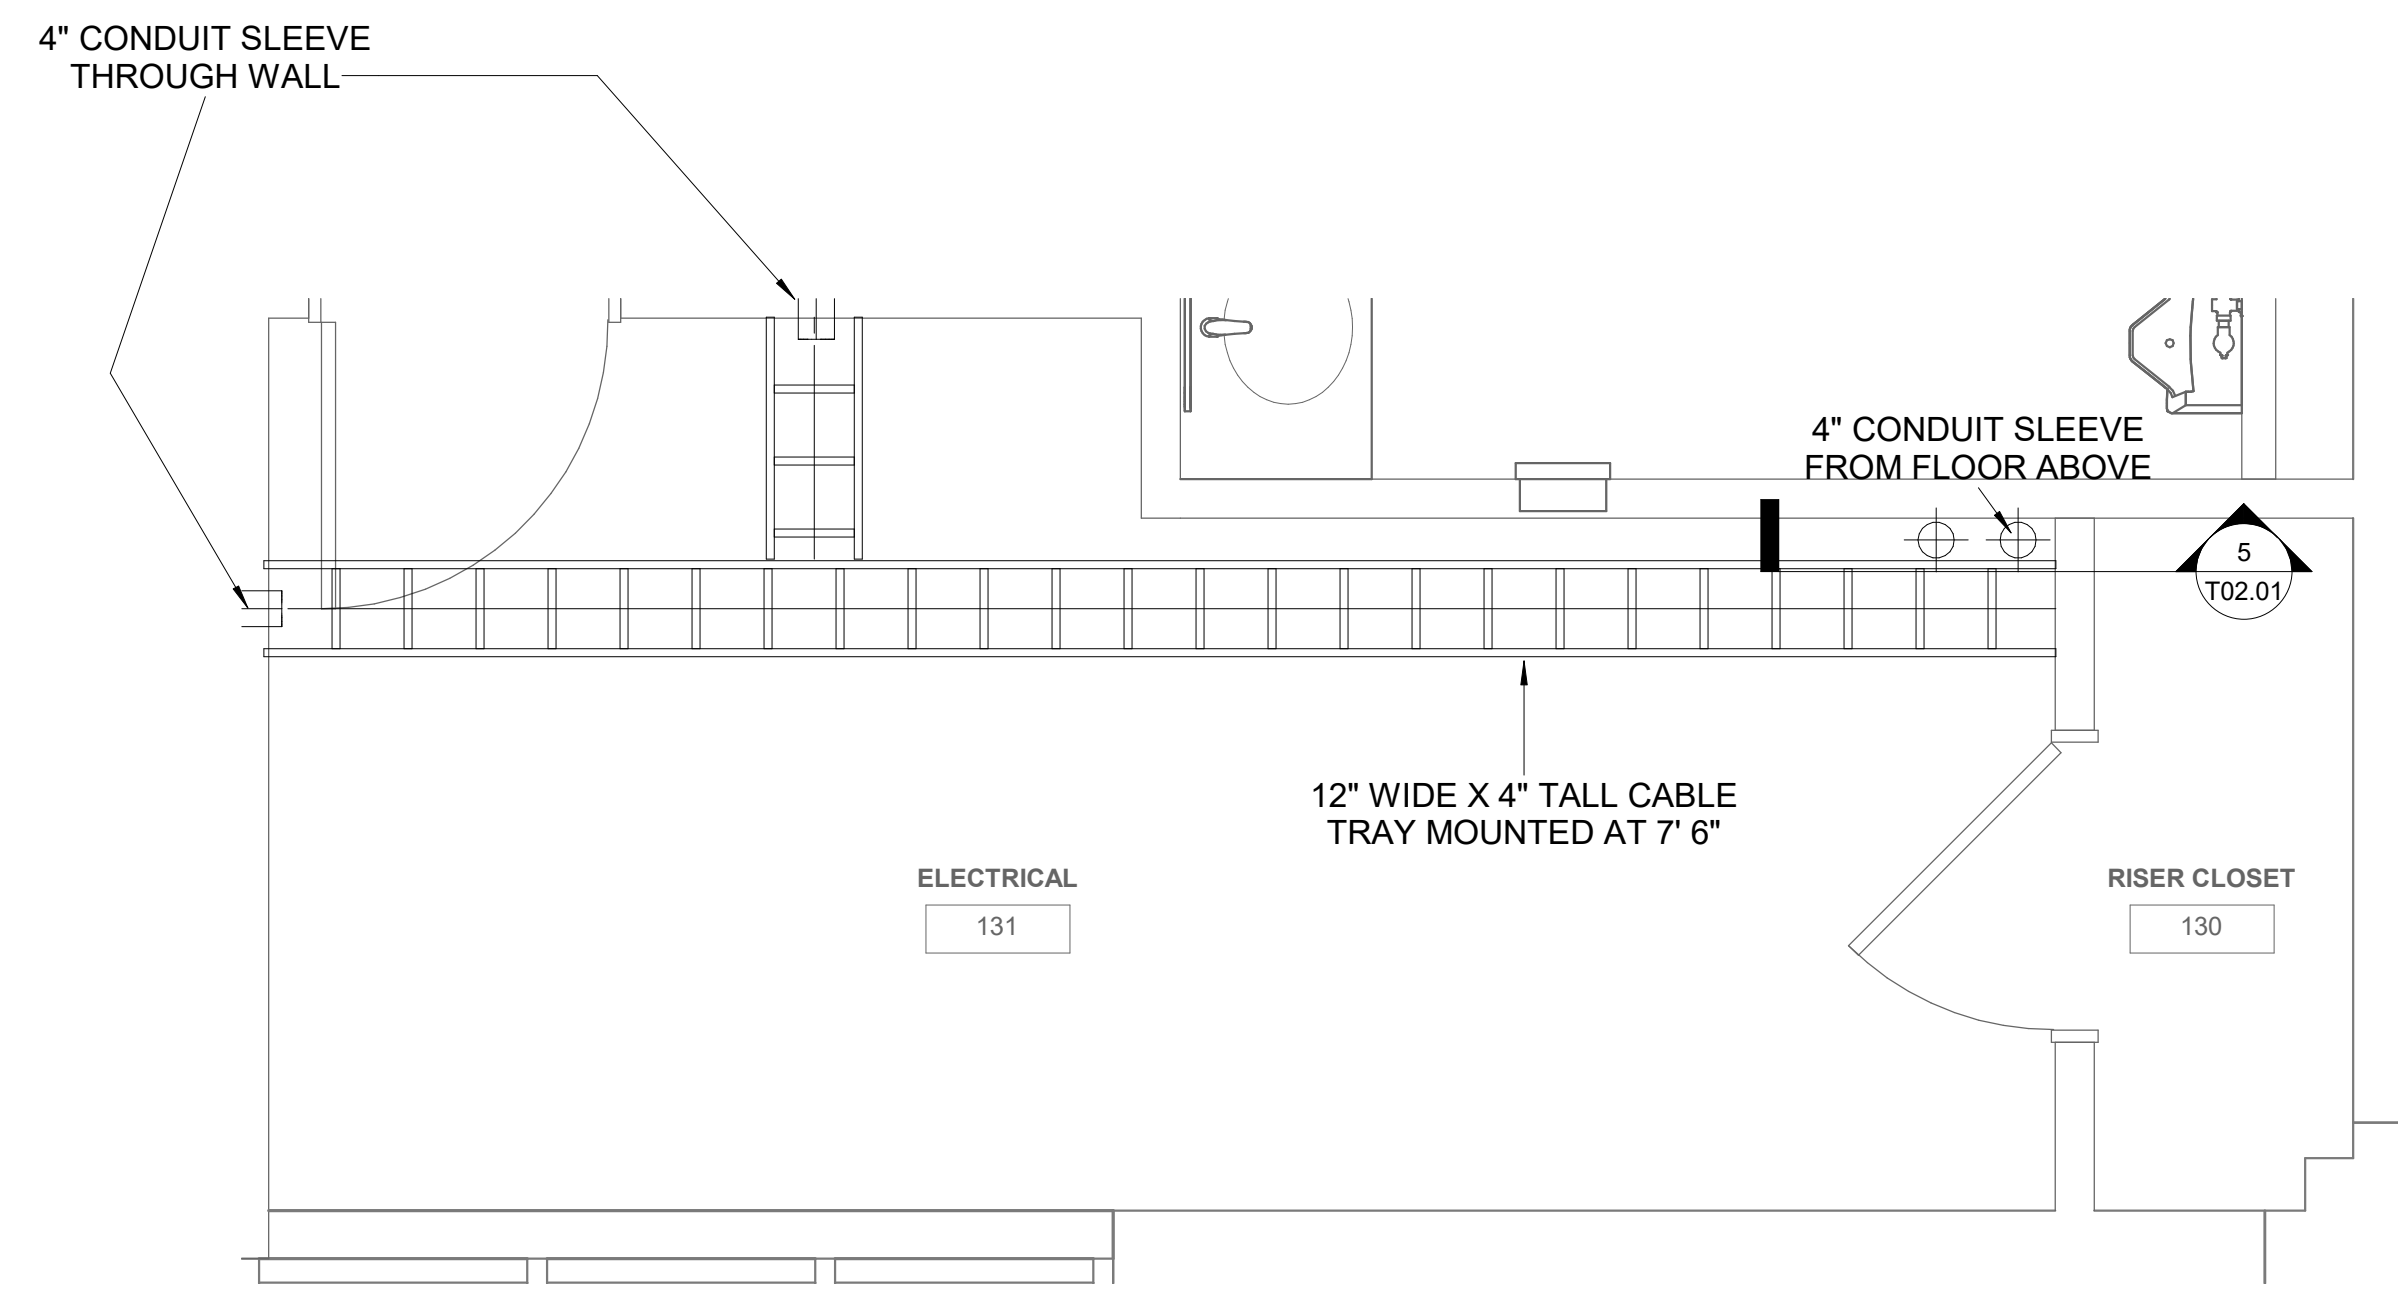 4" CONDUIT SLEEVE
THROUGH WALL
4" CONDUIT SLEEVE
FROM FLOOR ABOVE
5
T02.01
12" WIDE X 4" TALL CABLE
TRAY MOUNTED AT 7' 6"
ELECTRICAL
131
RISER CLOSET
130